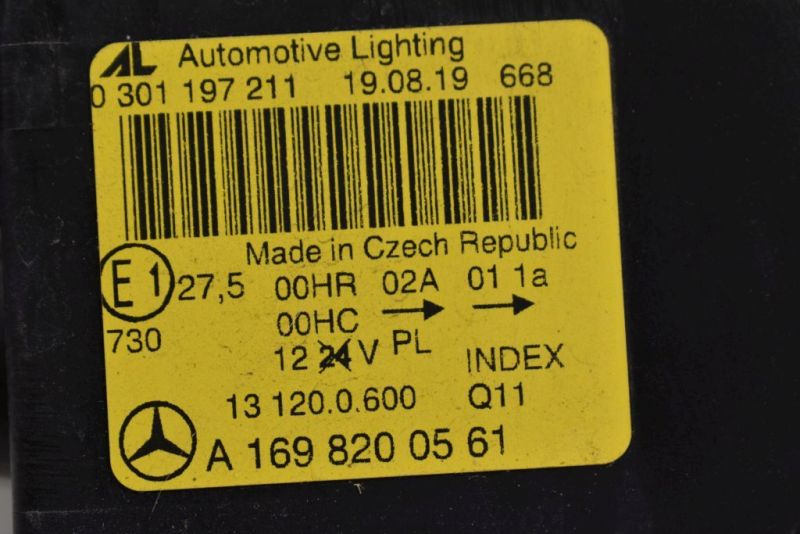 AL Automotive Lighting
0 301 197 211 19.08.19 668
Made in Czech Republic
E1 27,5 00HR 02A 01 1a
00HC
730
12 24 V PL INDEX
13 120.0.600 Q11
A 169 820 05 61